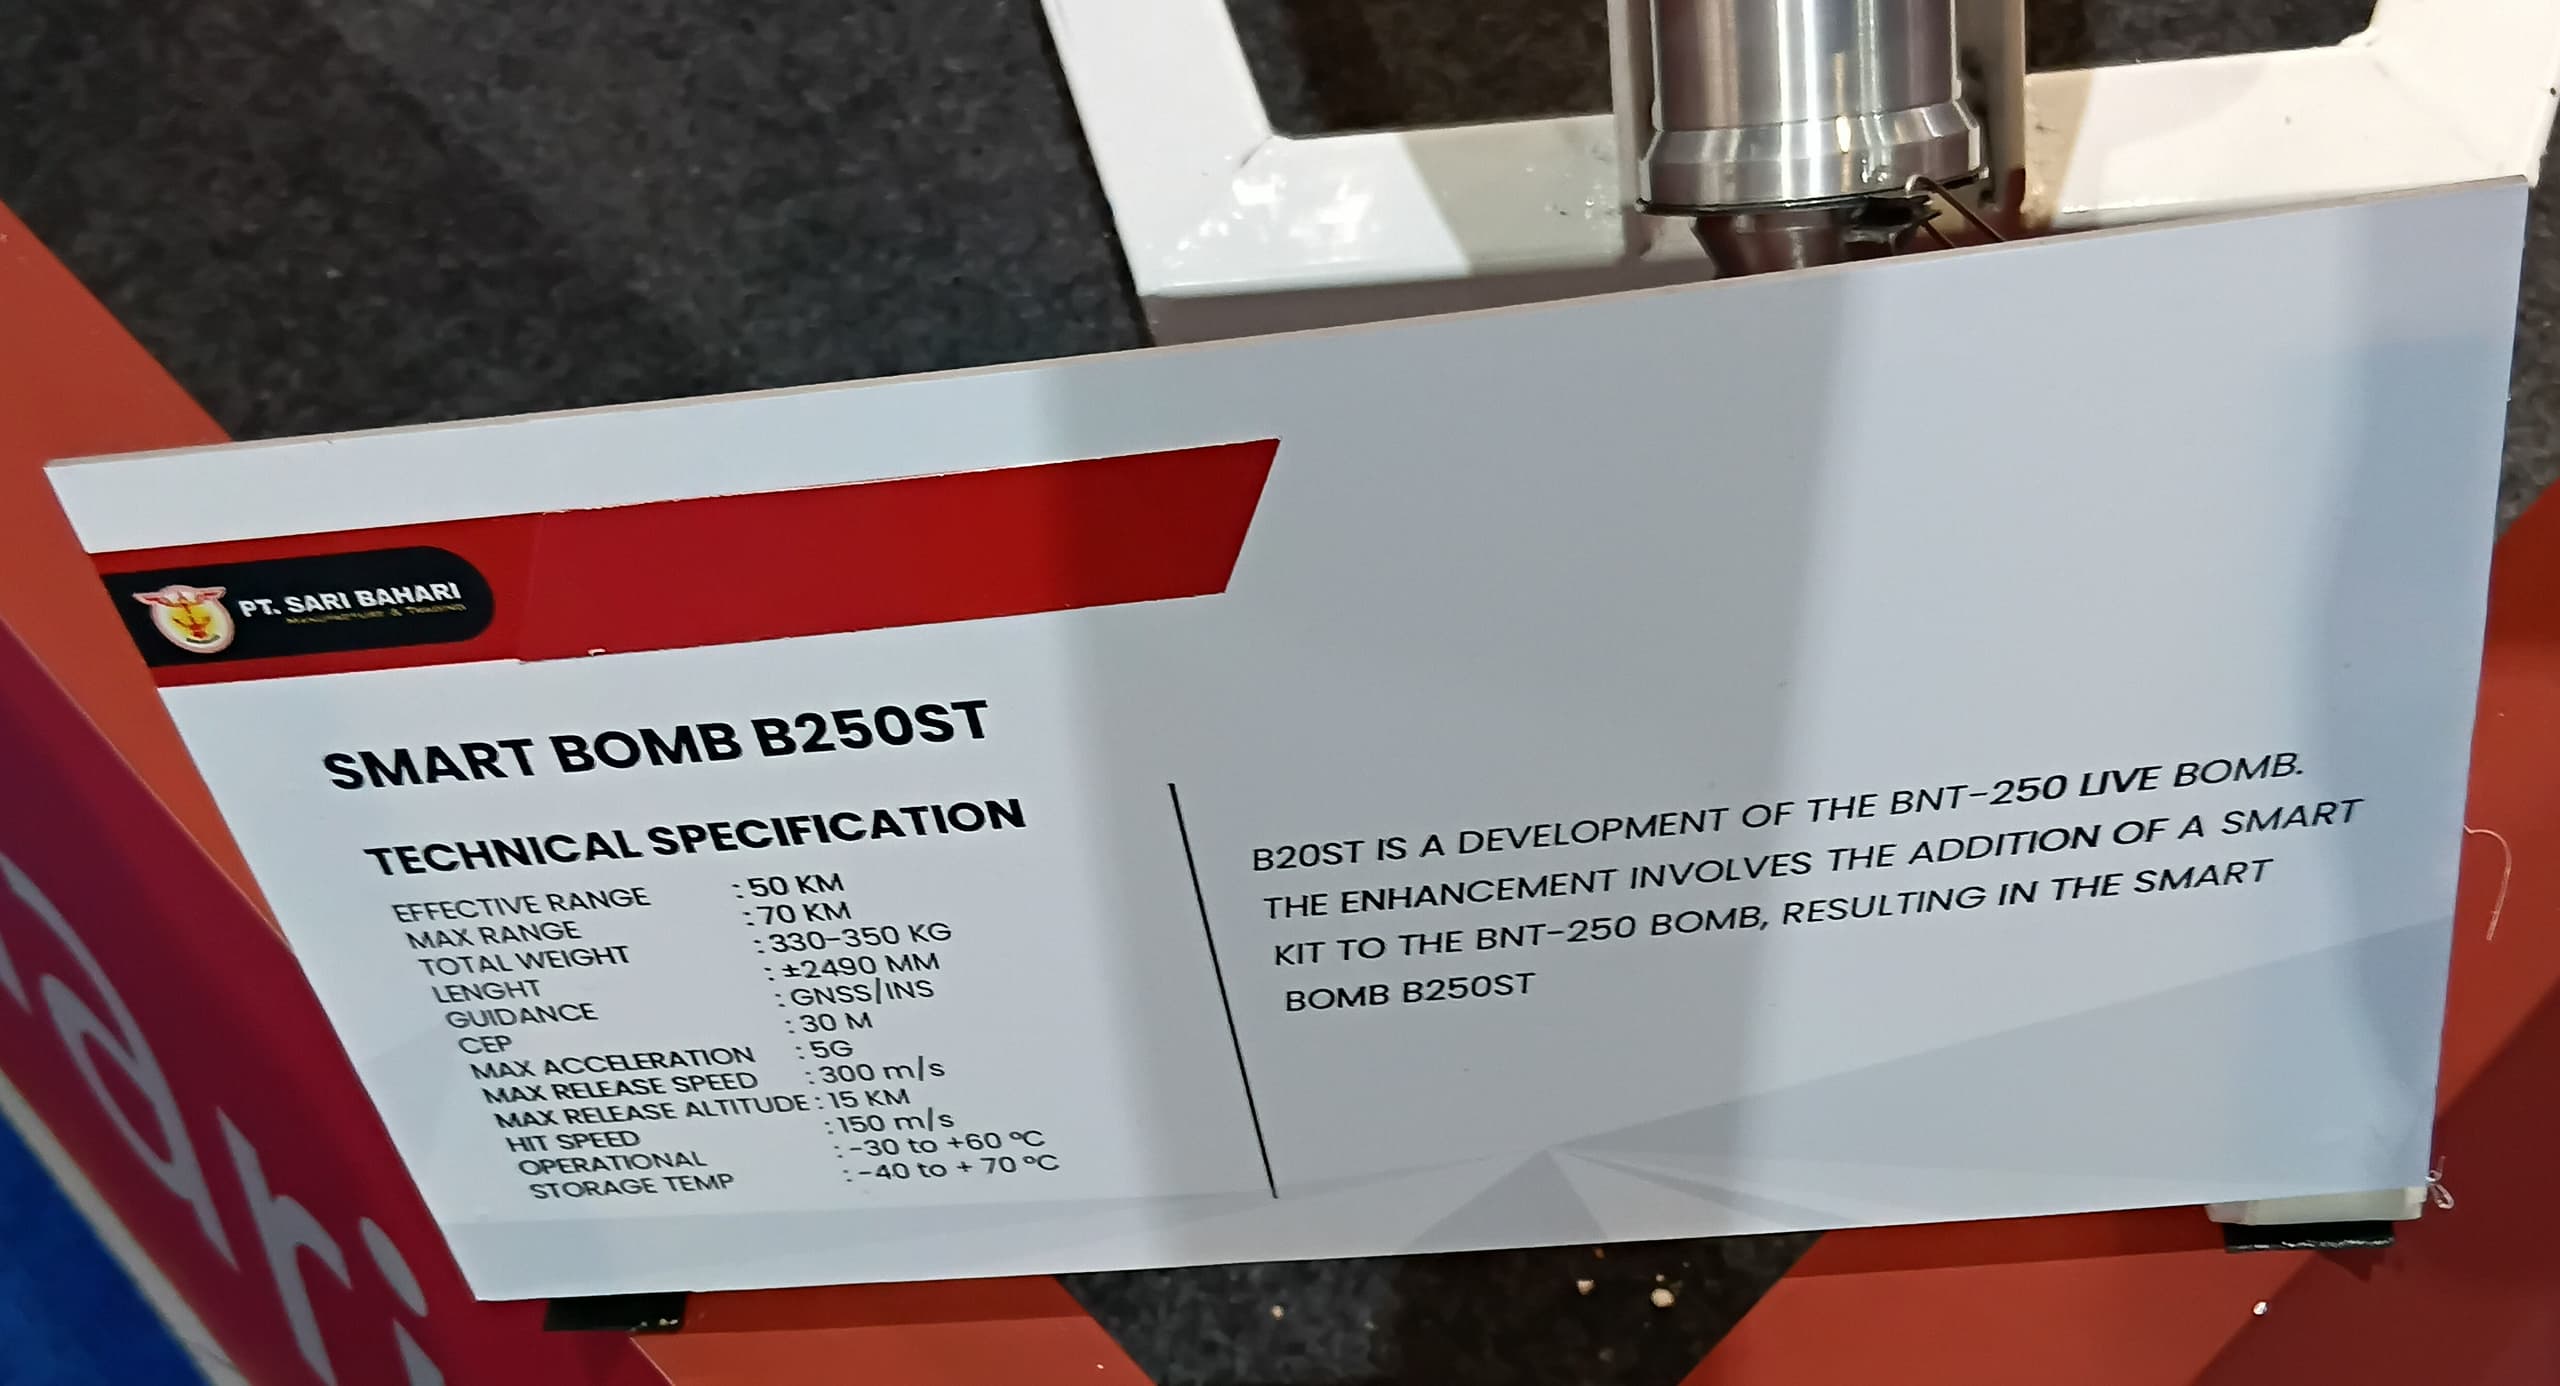 PT. SARI BAHARI
MANUFACTURE & TRADING
SMART BOMB B250ST
TECHNICAL SPECIFICATION
EFFECTIVE RANGE : 50 KM
MAX RANGE : 70 KM
TOTAL WEIGHT : 330-350 KG
LENGHT : ±2490 MM
GUIDANCE : GNSS/INS
CEP : 30 M
MAX ACCELERATION : 5G
MAX RELEASE SPEED : 300 m/s
MAX RELEASE ALTITUDE : 15 KM
HIT SPEED : 150 m/s
OPERATIONAL : -30 to +60 °C
STORAGE TEMP : -40 to + 70 °C
B20ST IS A DEVELOPMENT OF THE BNT-250 LIVE BOMB.
THE ENHANCEMENT INVOLVES THE ADDITION OF A SMART
KIT TO THE BNT-250 BOMB, RESULTING IN THE SMART
BOMB B250ST